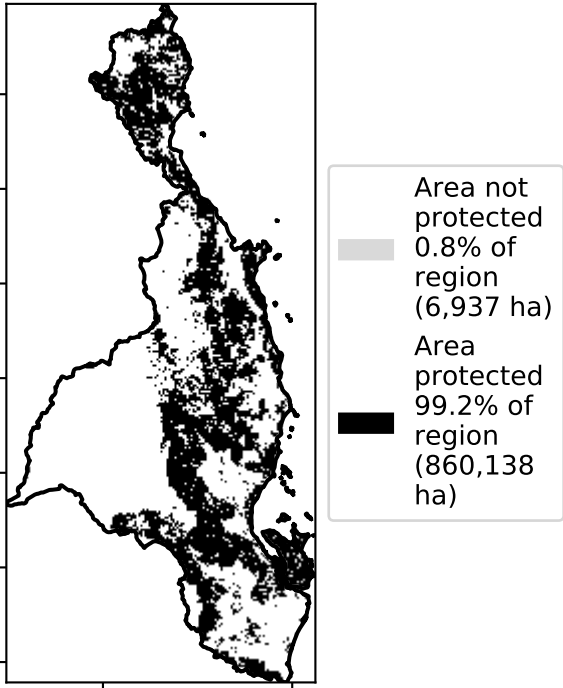 Area not
protected
0.8% of
region
(6,937 ha)
Area
protected
99.2% of
region
(860,138
ha)